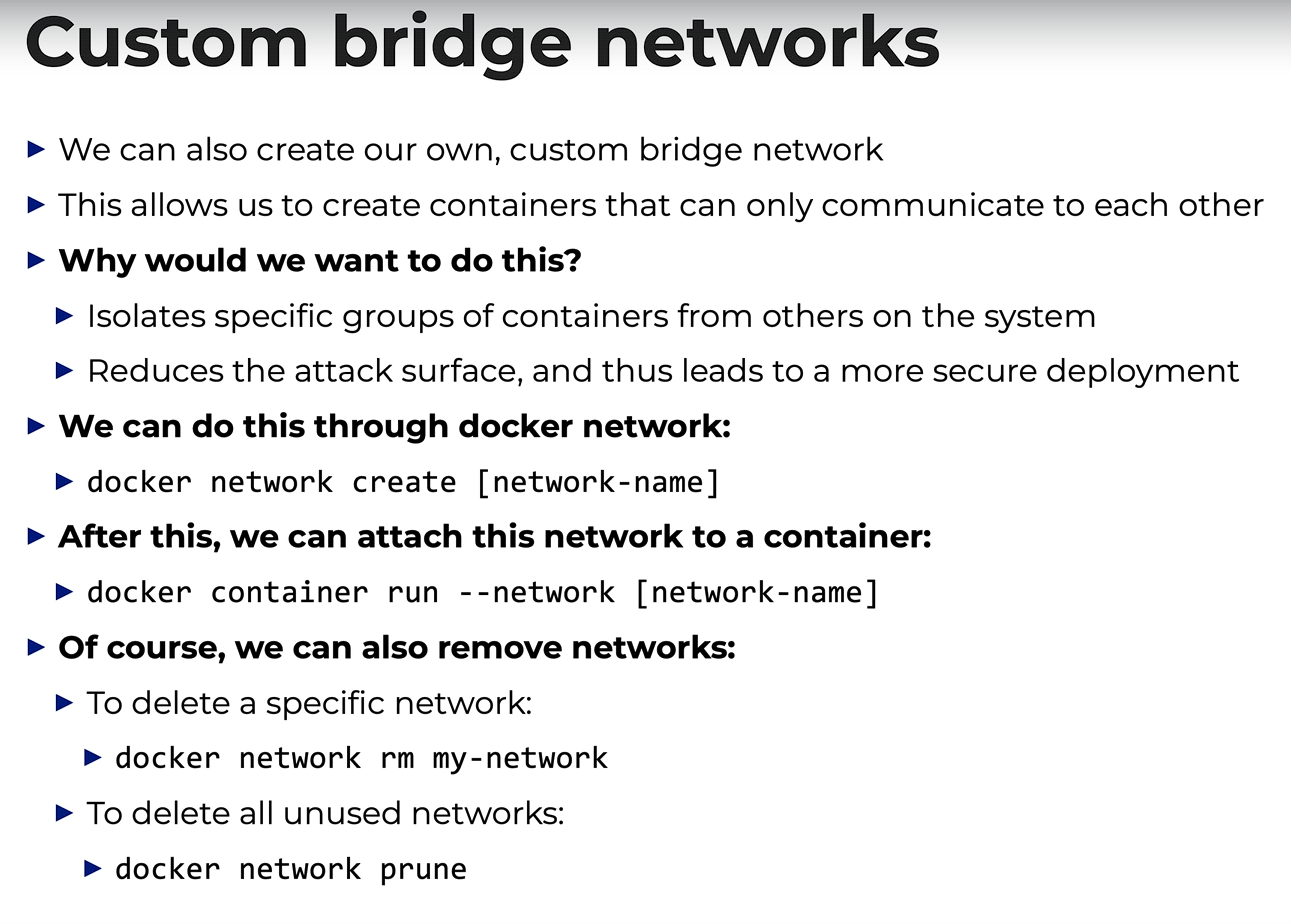 Custom bridge networks
We can also create our own, custom bridge network
This allows us to create containers that can only communicate to each other
Why would we want to do this?
Isolates specific groups of containers from others on the system
Reduces the attack surface, and thus leads to a more secure deployment
We can do this through docker network:
docker network create [network-name]
After this, we can attach this network to a container:
docker container run --network [network-name]
Of course, we can also remove networks:
To delete a specific network:
docker network rm my-network
To delete all unused networks:
docker network prune